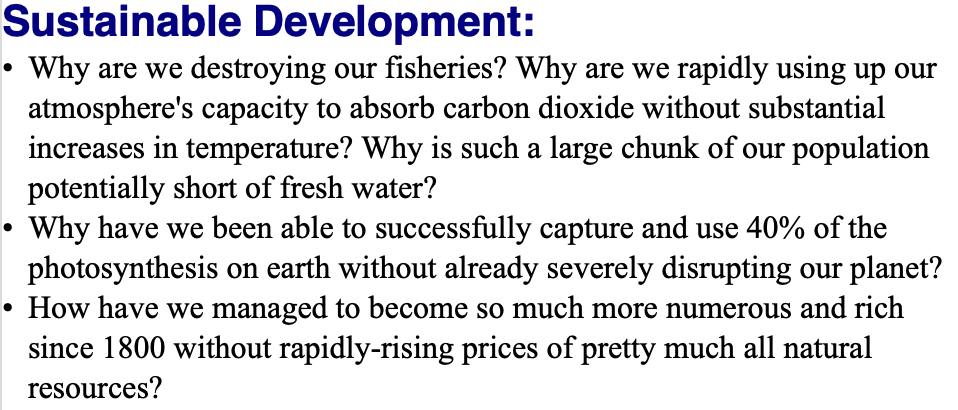 Sustainable Development:
• Why are we destroying our fisheries? Why are we rapidly using up our
atmosphere's capacity to absorb carbon dioxide without substantial
increases in temperature? Why is such a large chunk of our population
potentially short of fresh water?
• Why have we been able to successfully capture and use 40% of the
photosynthesis on earth without already severely disrupting our planet?
• How have we managed to become so much more numerous and rich
since 1800 without rapidly-rising prices of pretty much all natural
resources?